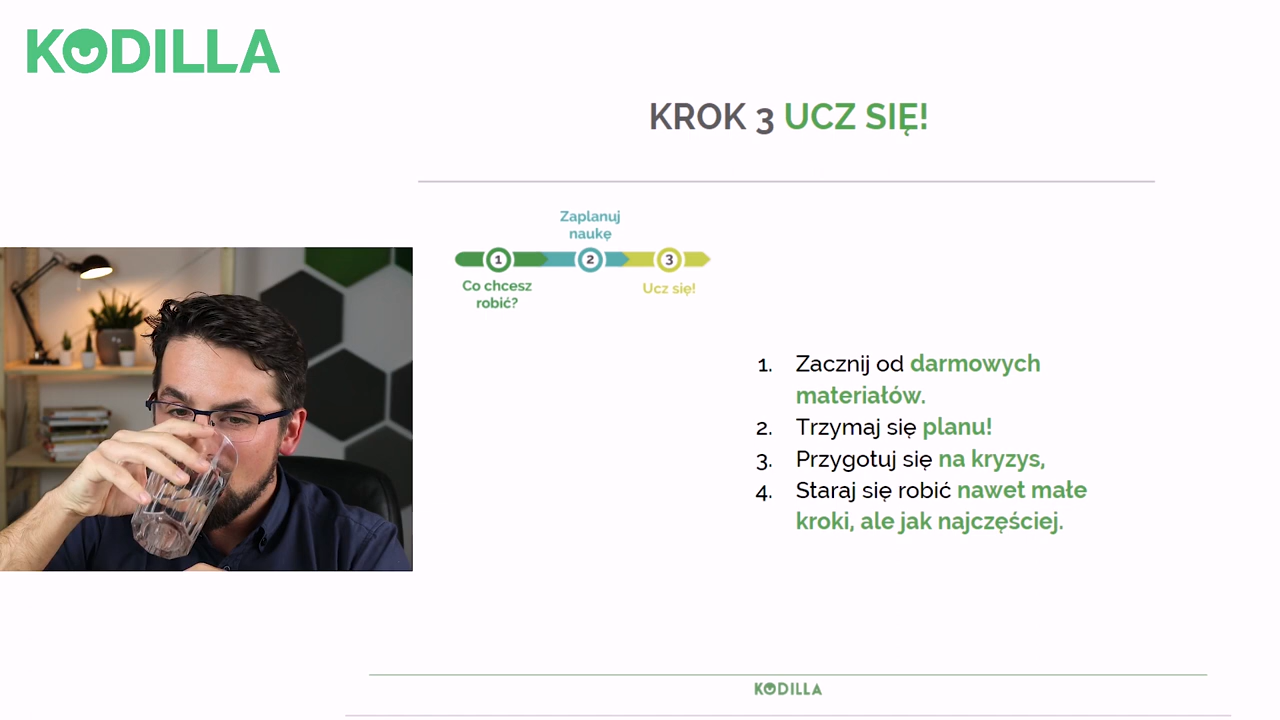 KODILLA
KROK 3 UCZ SIĘ!
Zaplanuj
naukę
1 2 3
Co chcesz
robić?
Ucz się!
1. Zacznij od darmowych
materiałów.
2. Trzymaj się planu!
3. Przygotuj się na kryzys,
4. Staraj się robić nawet małe
kroki, ale jak najczęściej.
KODILLA